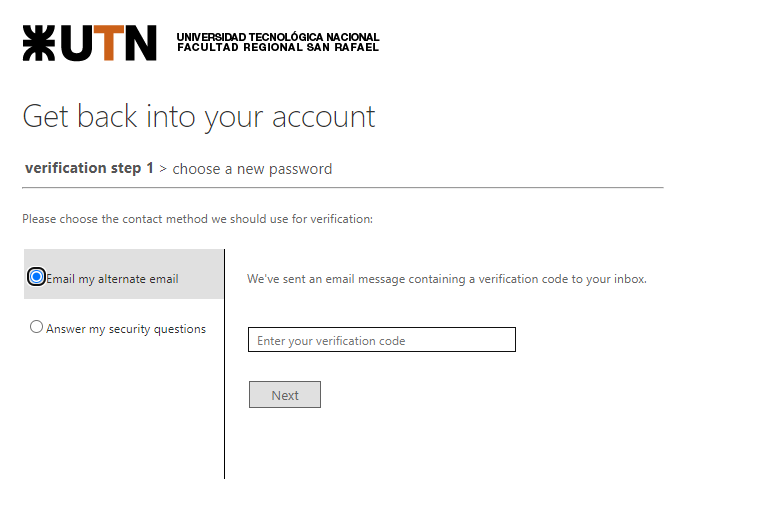 UTN
UNIVERSIDAD TECNOLÓGICA NACIONAL
FACULTAD REGIONAL SAN RAFAEL
Get back into your account
verification step 1 > choose a new password
Please choose the contact method we should use for verification:
Email my alternate email
Answer my security questions
We've sent an email message containing a verification code to your inbox.
Enter your verification code
Next